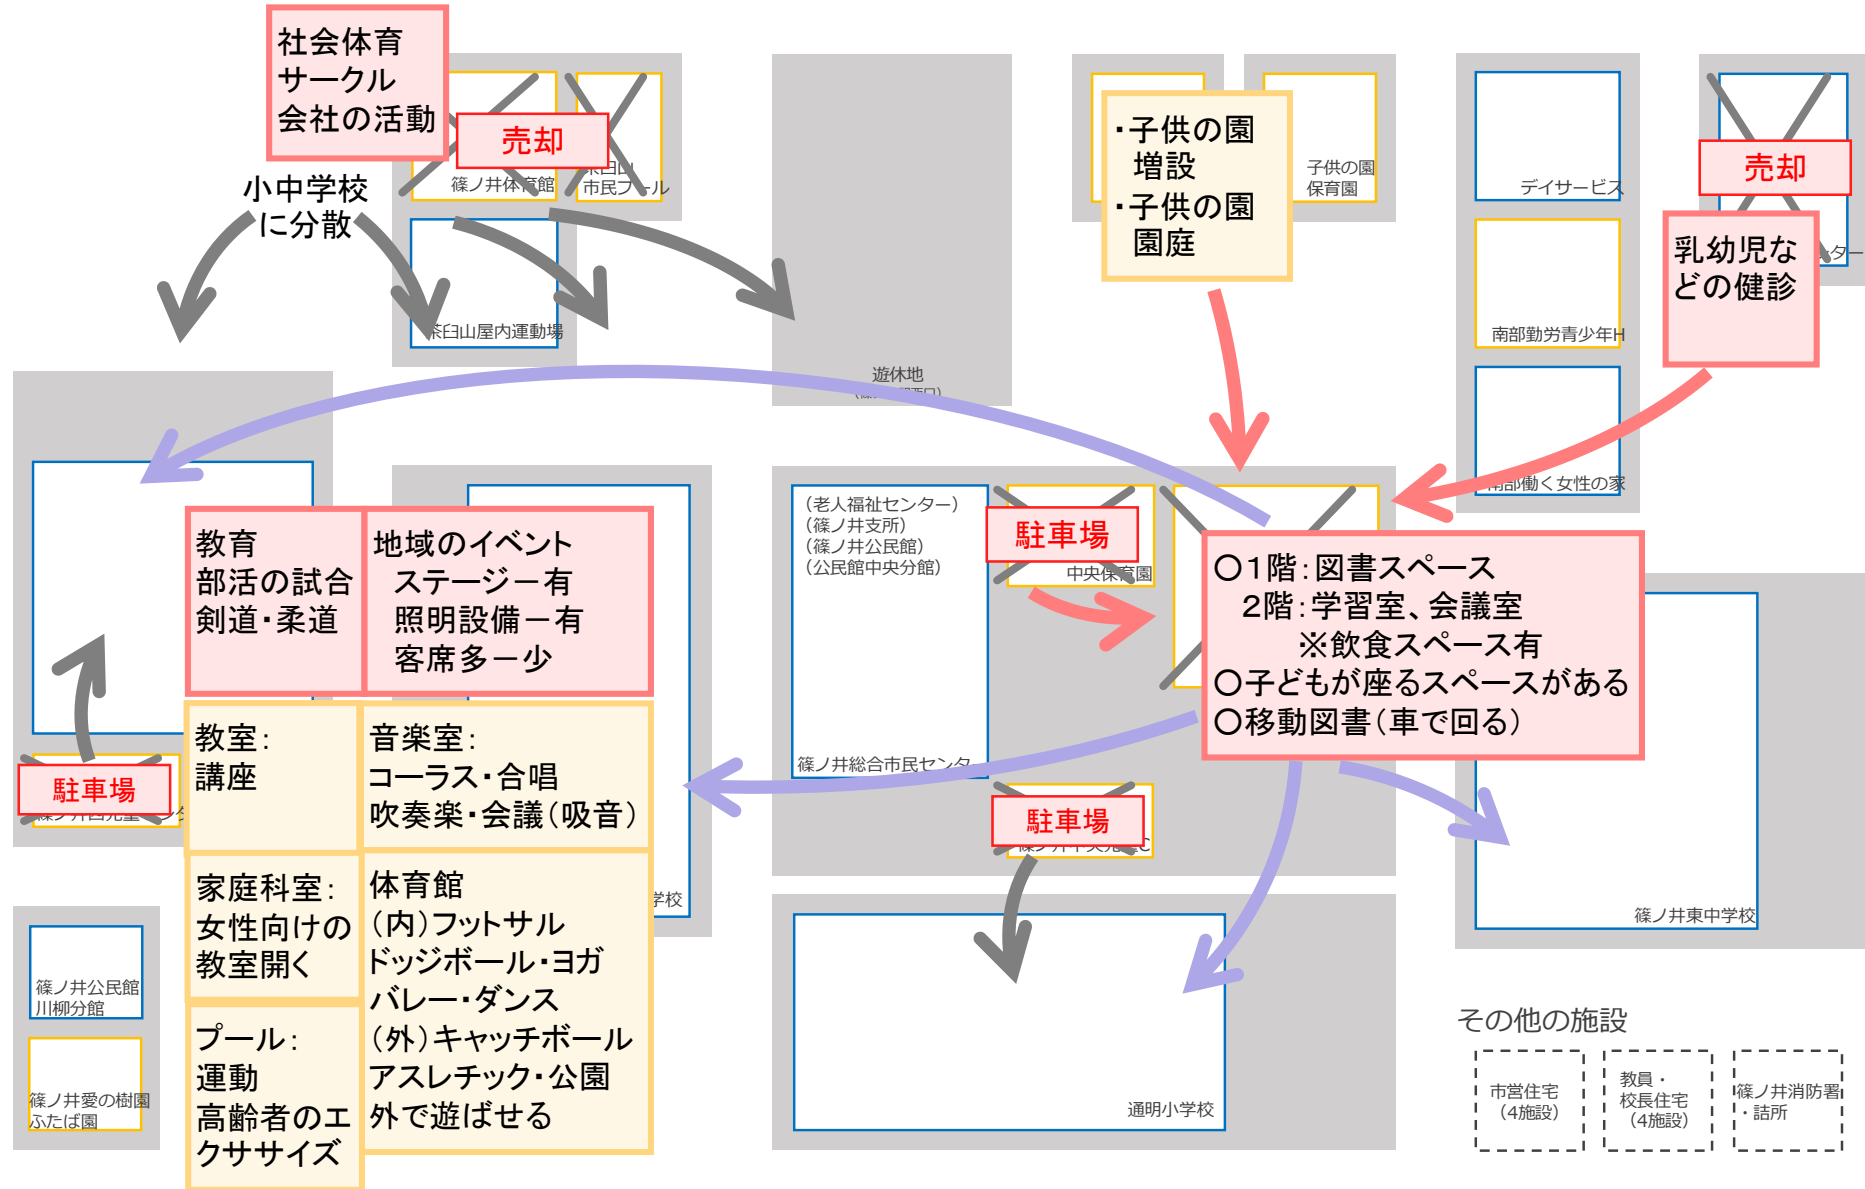 社会体育
サークル
会社の活動
売却
篠ノ井体育館
市民プール
小中学校
に分散
茶臼山屋内運動場
遊休地
・子供の園
増設
・子供の園
園庭
子供の園
保育園
デイサービス
南部勤労青少年H
南部働く女性の家
売却
乳幼児な
どの健診
ター
教育
部活の試合
剣道・柔道
地域のイベント
ステージー有
照明設備ー有
客席多ー少
教室：
講座
音楽室：
コーラス・合唱
吹奏楽・会議（吸音）
家庭科室：
女性向けの
教室開く
体育館
（内）フットサル
ドッジボール・ヨガ
バレー・ダンス
（外）キャッチボール
アスレチック・公園
外で遊ばせる
プール：
運動
高齢者のエ
クササイズ
駐車場
学校
（老人福祉センター）
（篠ノ井支所）
（篠ノ井公民館）
（公民館中央分館）
篠ノ井総合市民センター
駐車場
中央保育園
駐車場
〇１階：図書スペース
２階：学習室、会議室
※飲食スペース有
〇子どもが座るスペースがある
〇移動図書（車で回る）
篠ノ井東中学校
通明小学校
篠ノ井公民館
川柳分館
篠ノ井愛の樹園
ふたば園
その他の施設
市営住宅
（4施設）
教員・
校長住宅
（4施設）
篠ノ井消防署
・詰所